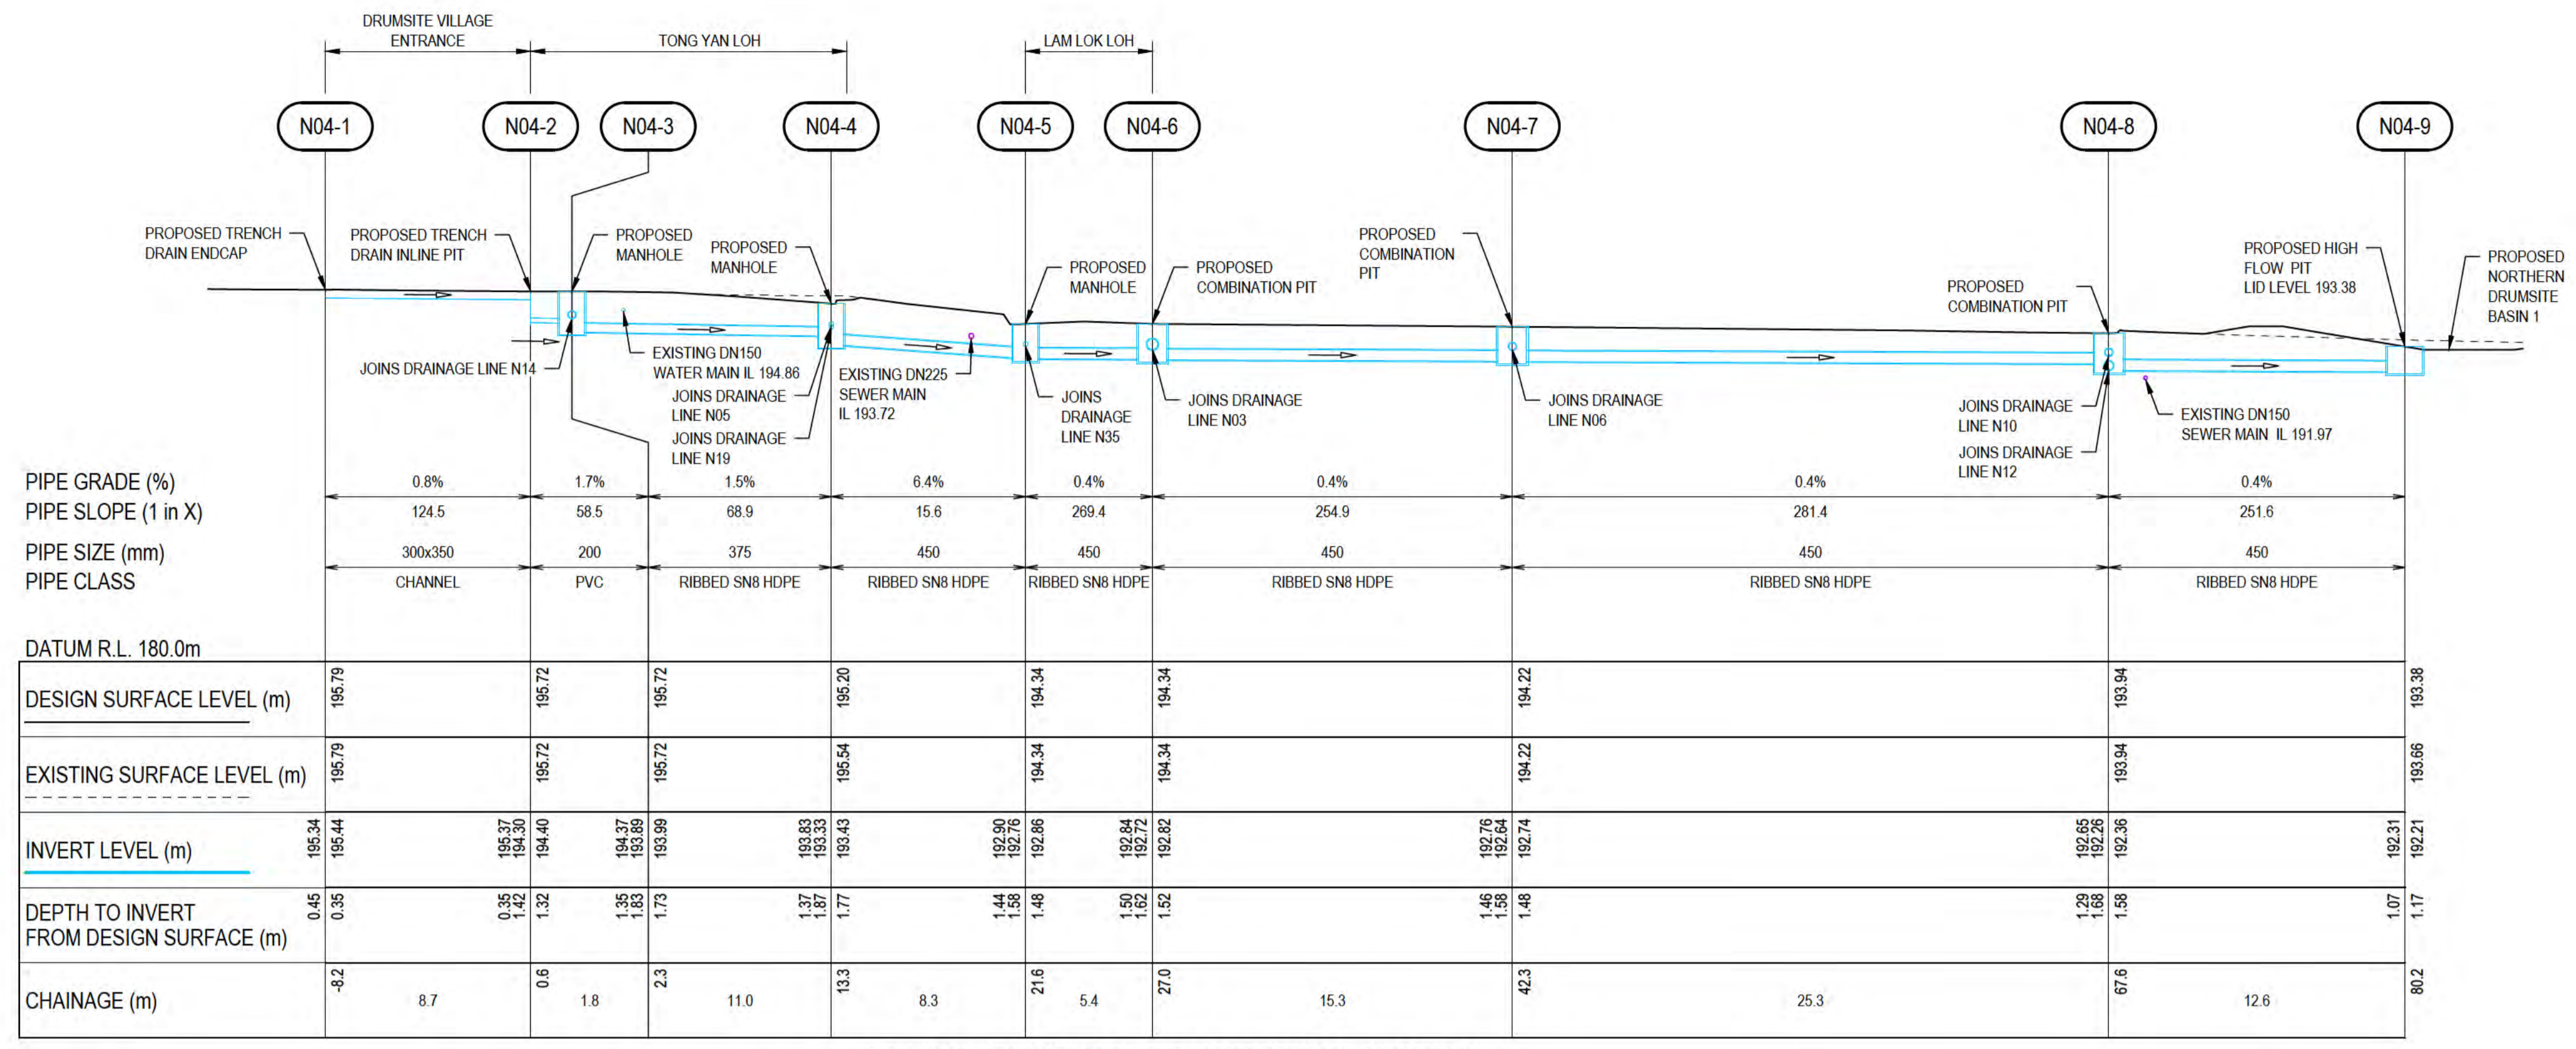 DRUMSITE VILLAGE
ENTRANCE
TONG YAN LOH
LAM LOK LOH
N04-1
N04-2
N04-3
N04-4
N04-5
N04-6
N04-7
N04-8
N04-9
PROPOSED TRENCH
DRAIN ENDCAP
PROPOSED TRENCH
DRAIN INLINE PIT
PROPOSED
MANHOLE
PROPOSED
MANHOLE
PROPOSED
MANHOLE
PROPOSED
COMBINATION PIT
PROPOSED
COMBINATION
PIT
PROPOSED
COMBINATION PIT
PROPOSED HIGH
FLOW PIT
LID LEVEL 193.38
PROPOSED
NORTHERN
DRUMSITE
BASIN 1
JOINS DRAINAGE LINE N14
EXISTING DN150
WATER MAIN IL 194.86
JOINS DRAINAGE
LINE N05
JOINS DRAINAGE
LINE N19
EXISTING DN225
SEWER MAIN
IL 193.72
JOINS
DRAINAGE
LINE N35
JOINS DRAINAGE
LINE N03
JOINS DRAINAGE
LINE N06
JOINS DRAINAGE
LINE N10
JOINS DRAINAGE
LINE N12
EXISTING DN150
SEWER MAIN IL 191.97
PIPE GRADE (%) 0.8% 1.7% 1.5% 6.4% 0.4% 0.4% 0.4% 0.4%
PIPE SLOPE (1 in X) 124.5 58.5 68.9 15.6 269.4 254.9 281.4 251.6
PIPE SIZE (mm) 300x350 200 375 450 450 450 450 450
PIPE CLASS CHANNEL PVC RIBBED SN8 HDPE RIBBED SN8 HDPE RIBBED SN8 HDPE RIBBED SN8 HDPE RIBBED SN8 HDPE RIBBED SN8 HDPE
DATUM R.L. 180.0m
DESIGN SURFACE LEVEL (m) 195.79 195.72 195.72 195.20 194.34 194.34 194.22 193.94 193.38
EXISTING SURFACE LEVEL (m) 195.79 195.72 195.72 195.54 194.34 194.34 194.22 193.94 193.66
INVERT LEVEL (m) 195.34 195.44 195.37 194.30 194.40 194.37 193.89 193.99 193.83 193.33 193.43 192.90 192.76 192.86 192.84 192.72 192.82 192.76 192.64 192.74 192.65 192.26 192.36 192.31 192.21
DEPTH TO INVERT
FROM DESIGN SURFACE (m) 0.45 0.35 0.35 1.42 1.32 1.35 1.83 1.73 1.37 1.87 1.77 1.44 1.58 1.48 1.50 1.62 1.52 1.46 1.58 1.48 1.29 1.68 1.58 1.07 1.17
CHAINAGE (m) -8.2 8.7 0.6 1.8 2.3 11.0 13.3 8.3 21.6 5.4 27.0 15.3 42.3 25.3 67.6 12.6 80.2